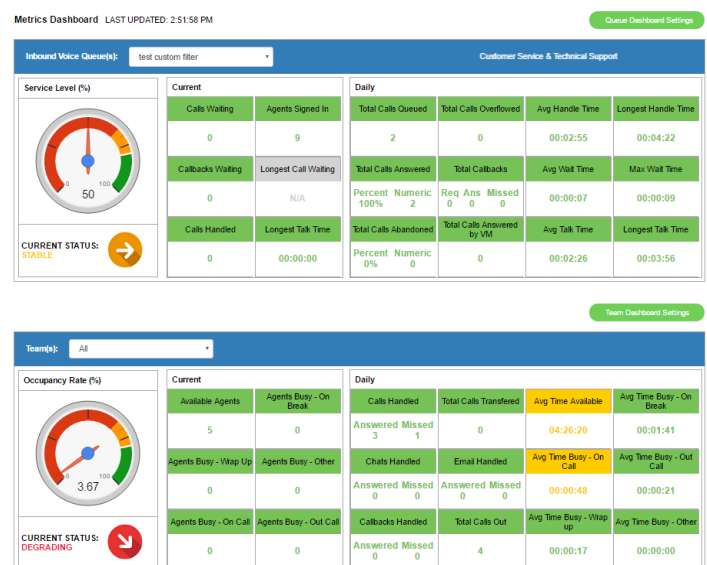 Metrics Dashboard LAST UPDATED: 2:51:58 PM
Queue Dashboard Settings
Inbound Voice Queue(s): test custom filter
Customer Service & Technical Support
Service Level (%)
0 100
50
CURRENT STATUS:
STABLE
Current
Calls Waiting Agents Signed In
0 9
Callbacks Waiting Longest Call Waiting
0 N/A
Calls Handled Longest Talk Time
0 00:00:00
Daily
Total Calls Queued Total Calls Overflowed Avg Handle Time Longest Handle Time
2 0 00:02:55 00:04:22
Total Calls Answered Total Callbacks Avg Wait Time Max Wait Time
Percent Numeric Req Ans Missed
100% 2 0 0 0 00:00:07 00:00:09
Total Calls Abandoned Total Calls Answered by VM Avg Talk Time Longest Talk Time
Percent Numeric
0% 0 0 00:02:26 00:03:56
Team Dashboard Settings
Team(s): All
Occupancy Rate (%)
0 100
3.67
CURRENT STATUS:
DEGRADING
Current
Available Agents Agents Busy - On Break
5 0
Agents Busy - Wrap Up Agents Busy - Other
0 0
Agents Busy - On Call Agents Busy - Out Call
0 0
Daily
Calls Handled Total Calls Transfered Avg Time Available Avg Time Busy - On Break
Answered Missed
3 1 0 04:26:20 00:01:41
Chats Handled Email Handled Avg Time Busy - On Call Avg Time Busy - Out Call
Answered Missed Answered Missed
0 0 0 0 00:00:48 00:00:21
Callbacks Handled Total Calls Out Avg Time Busy - Wrap up Avg Time Busy - Other
Answered Missed
0 0 4 00:00:17 00:00:00